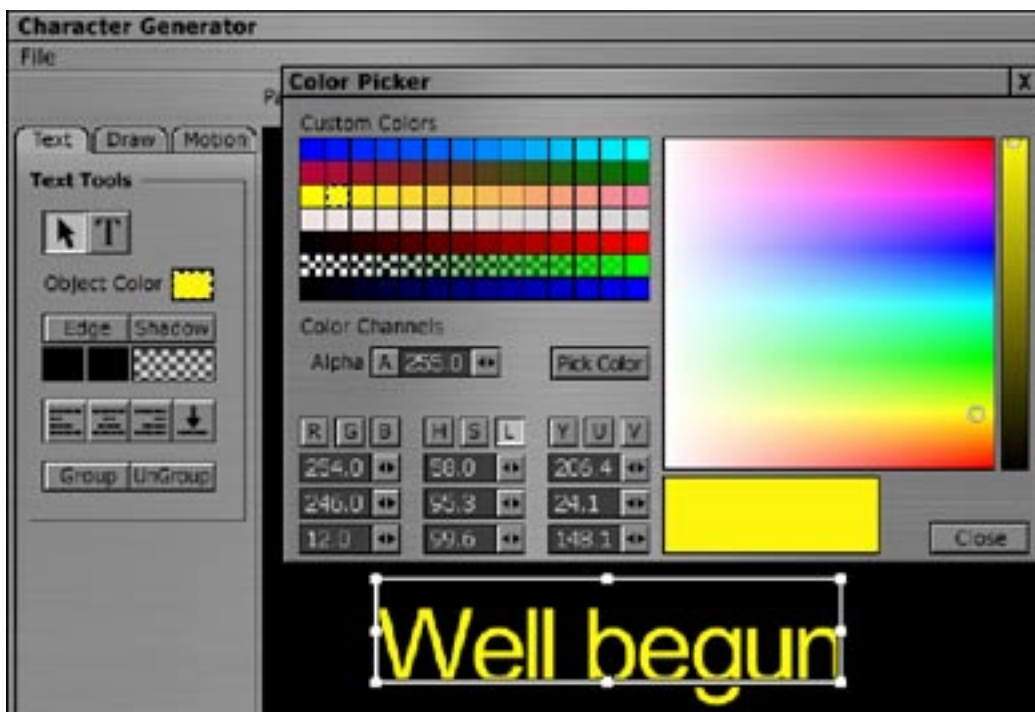 Character Generator
File
Color Picker X
Custom Colors
Text Draw Motion
Text Tools
T
Object Color
Edge Shadow
Color Channels
Alpha A 255.0 Pick Color
R G B H S L Y U V
254.0 58.0 206.4
246.0 95.3 24.1
12.0 99.6 148.1
Group UnGroup
Close
Well begun